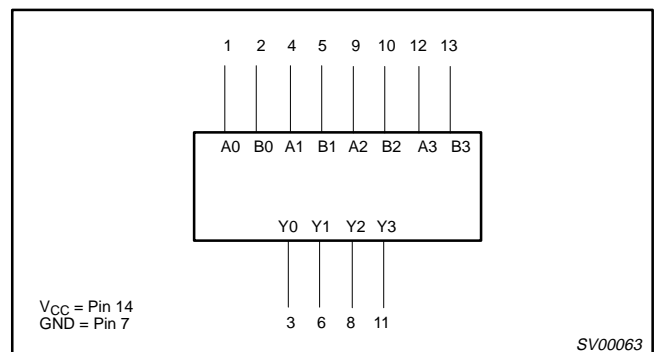 1 2 4 5 9 10 12 13
A0 B0 A1 B1 A2 B2 A3 B3
Y0 Y1 Y2 Y3
VCC = Pin 14
GND = Pin 7
3 6 8 11
SV00063